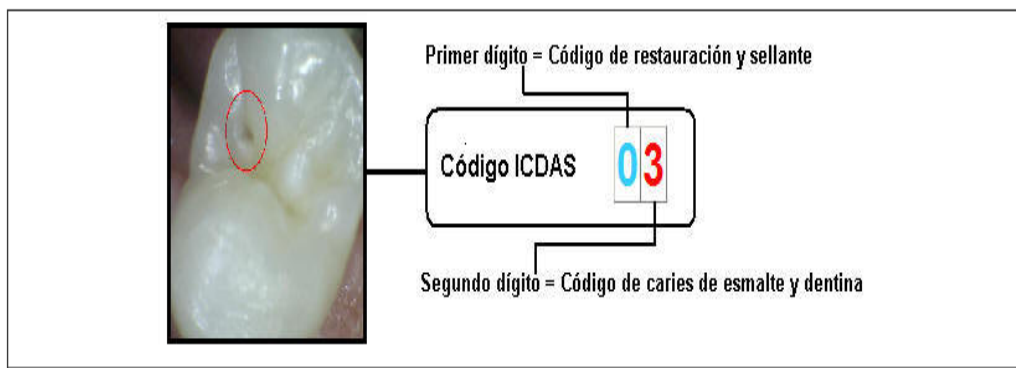 Primer dígito = Código de restauración y sellante
Código ICDAS 03
Segundo dígito = Código de caries de esmalte y dentina